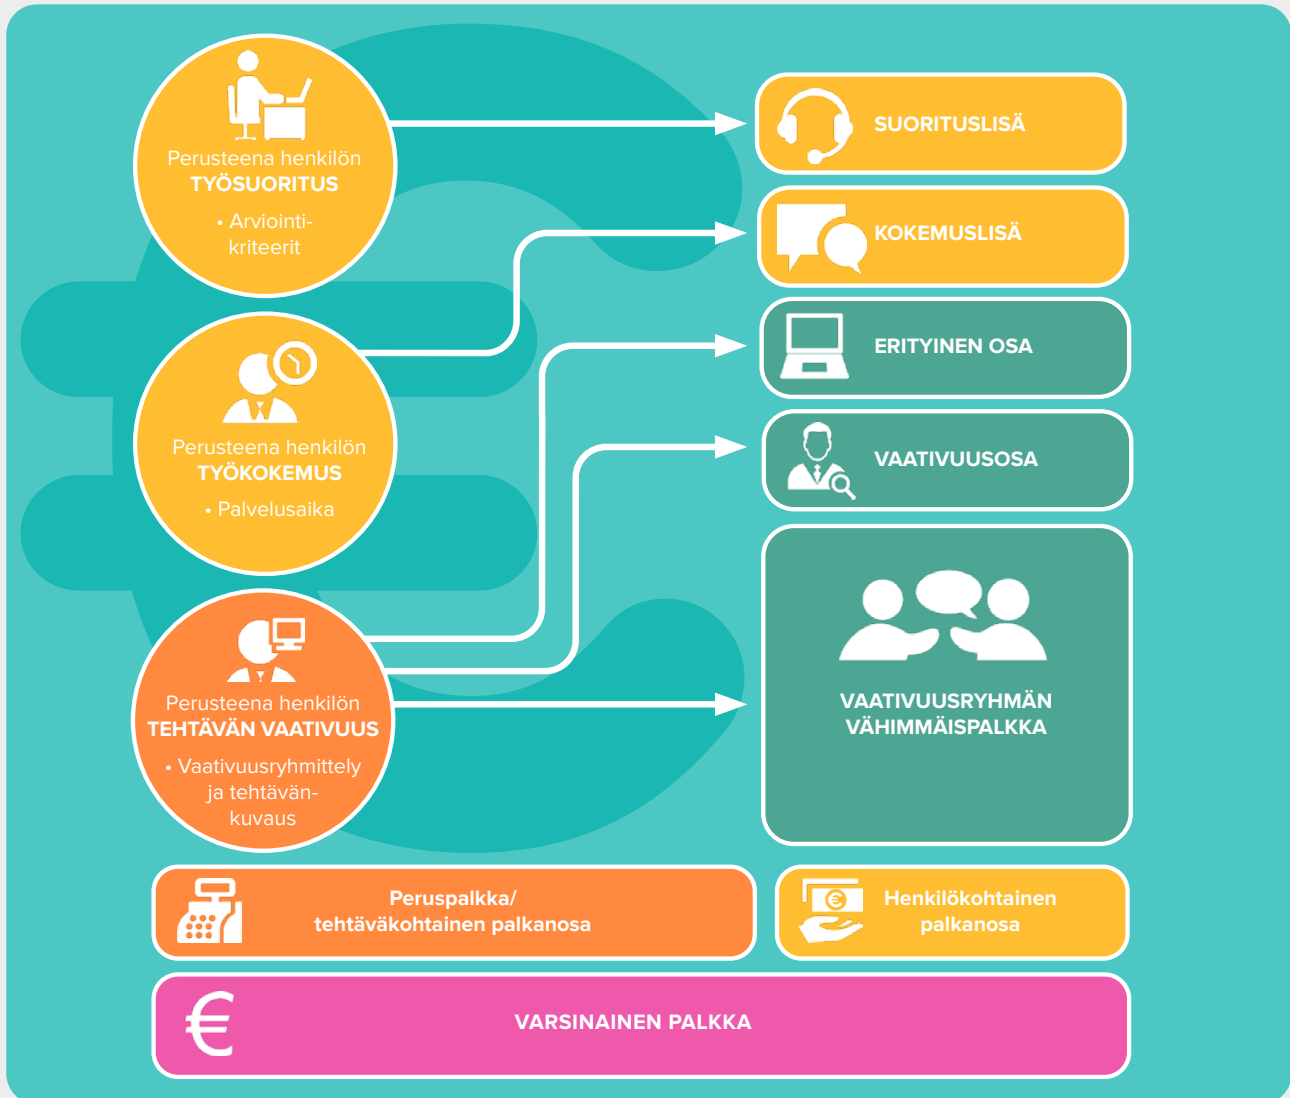 Perusteena henkilön
TYÖSUORITUS
• Arviointi-
kriteerit
Perusteena henkilön
TYÖKOKEMUS
• Palvelusaika
Perusteena henkilön
TEHTÄVÄN VAATIVUUS
• Vaativuusryhmittely
ja tehtävän-
kuvaus
SUORITUSLISÄ
KOKEMUSLISÄ
ERITYINEN OSA
VAATIVUUSOSA
VAATIVUUSRYHMÄN
VÄHIMMÄISPALKKA
Peruspalkka/
tehtäväkohtainen palkanosa
€
Henkilökohtainen
palkanosa
€
VARSINAINEN PALKKA